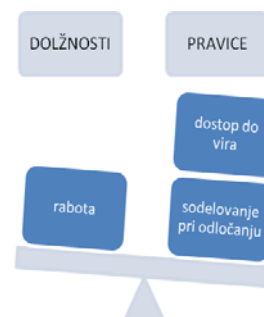 DOLŽNOSTI
PRAVICE
dostop do
vira
rabota
sodelovanje
pri odločanju